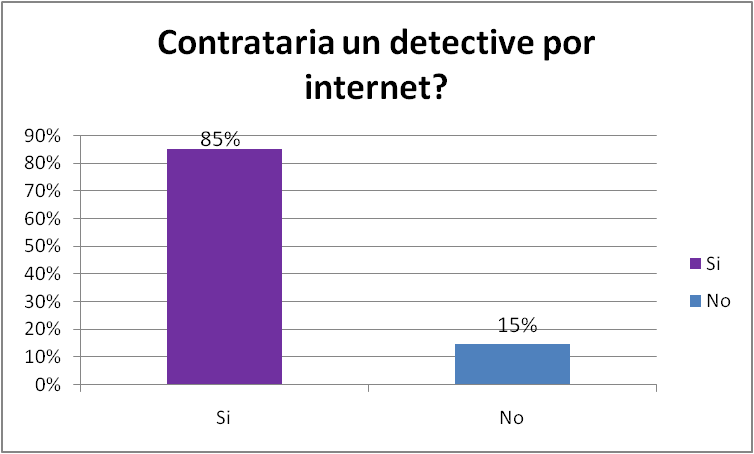 Contrataria un detective por
internet?
90%
80%
70%
60%
50%
40%
30%
20%
10%
0%
85%
15%
Si
No
Si
No